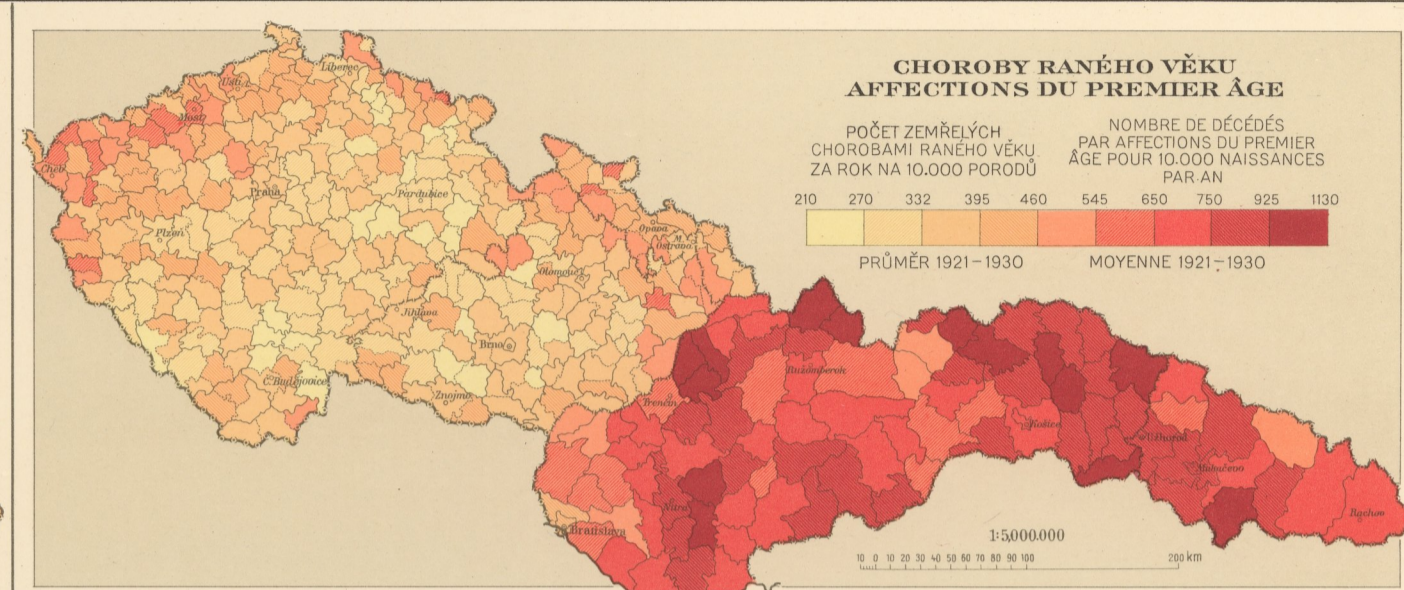 CHOROBY RANÉHO VĚKU
AFFECTIONS DU PREMIER ÂGE
POČET ZEMŘELÝCH
CHOROBAMI RANÉHO VĚKU
ZA ROK NA 10.000 PORODŮ
NOMBRE DE DÉCÉDÉS
PAR AFFECTIONS DU PREMIER
ÂGE POUR 10.000 NAISSANCES
PAR AN
210 270 332 395 460 545 650 750 925 1130
PRŮMĚR 1921–1930 MOYENNE 1921–1930
Liberec
Ústí
Most
Cheb
Praha
Pardubice
Plzeň
Opava
M. Ostrava
Olomouc
Jihlava
Brno
Č. Budějovice
Znojmo
Ružomberok
Trenčín
Košice
Užhorod
Mukačevo
Nitra
Bratislava
Rachov
1:5,000.000
10 0 10 20 30 40 50 60 70 80 90 100 200 km